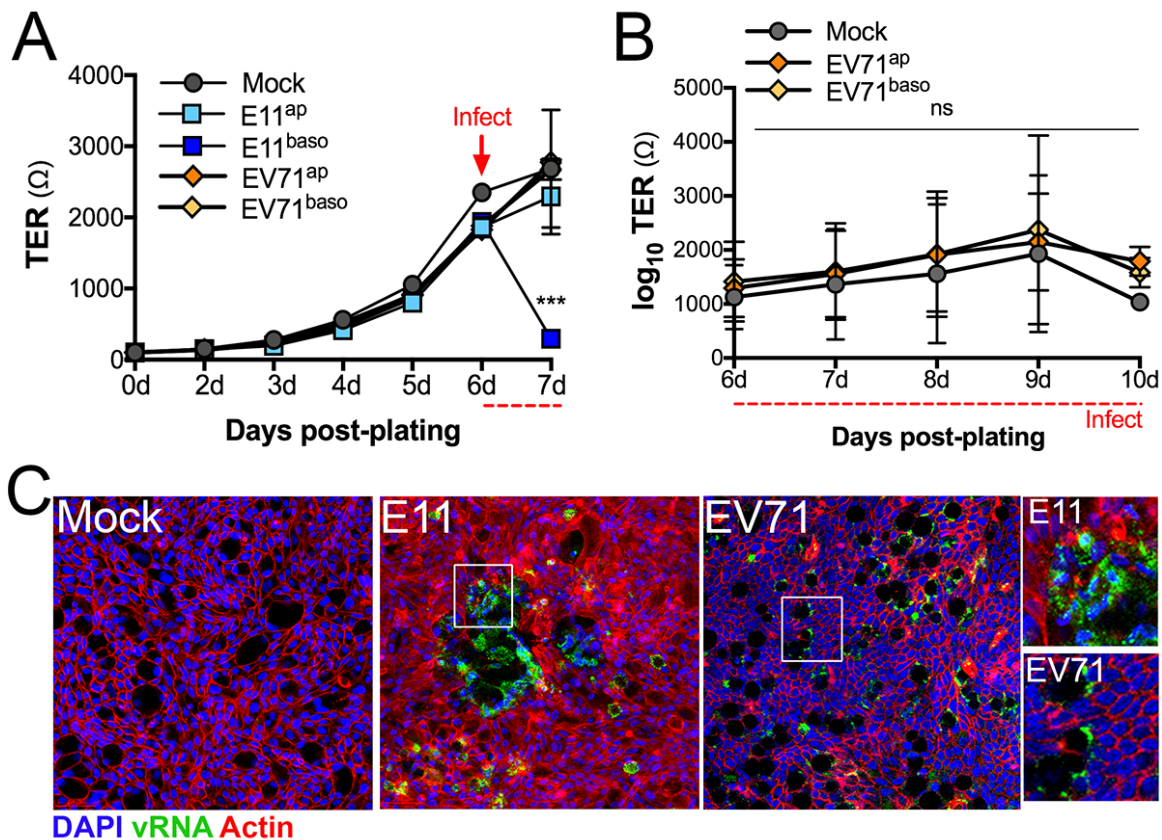 A
TER (Ω)
4000
3000
2000
1000
0
Mock
E11ap
E11baso
EV71ap
EV71baso
Infect
***
0d 2d 3d 4d 5d 6d 7d
Days post-plating
B
log10 TER (Ω)
5000
4000
3000
2000
1000
0
Mock
EV71ap
EV71baso
ns
6d 7d 8d 9d 10d
Infect
Days post-plating
C
Mock
E11
EV71
E11
EV71
DAPI vRNA Actin